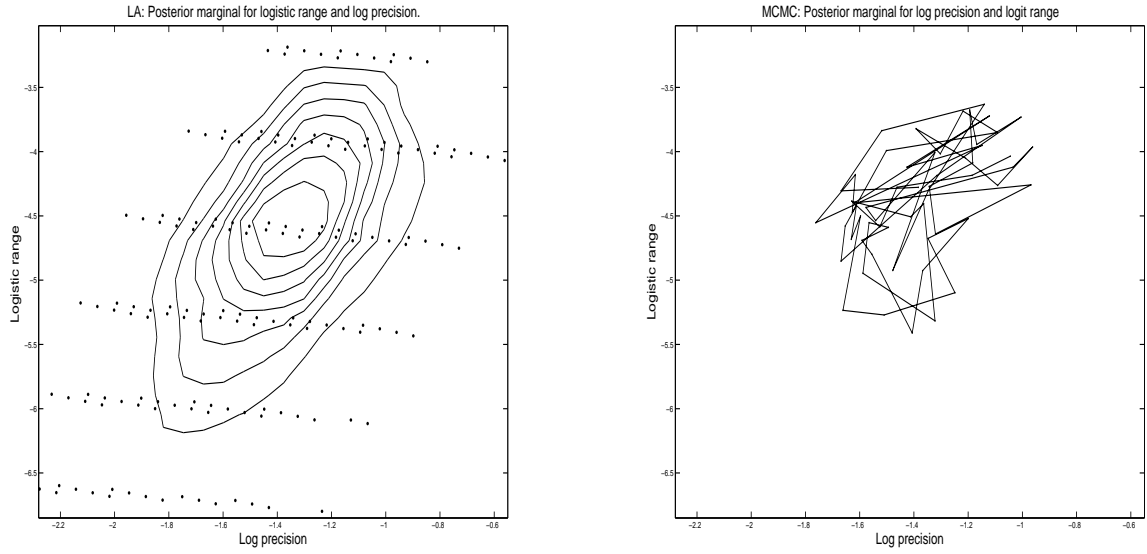 LA: Posterior marginal for logistic range and log precision.
−3.5
−4
−4.5
−5
−5.5
−6
−6.5
Logistic range
−2.2 −2 −1.8 −1.6 −1.4 −1.2 −1 −0.8 −0.6
Log precision
MCMC: Posterior marginal for log precision and logit range
−3.5
−4
−4.5
−5
−5.5
−6
−6.5
Logistic range
−2.2 −2 −1.8 −1.6 −1.4 −1.2 −1 −0.8 −0.6
Log precision